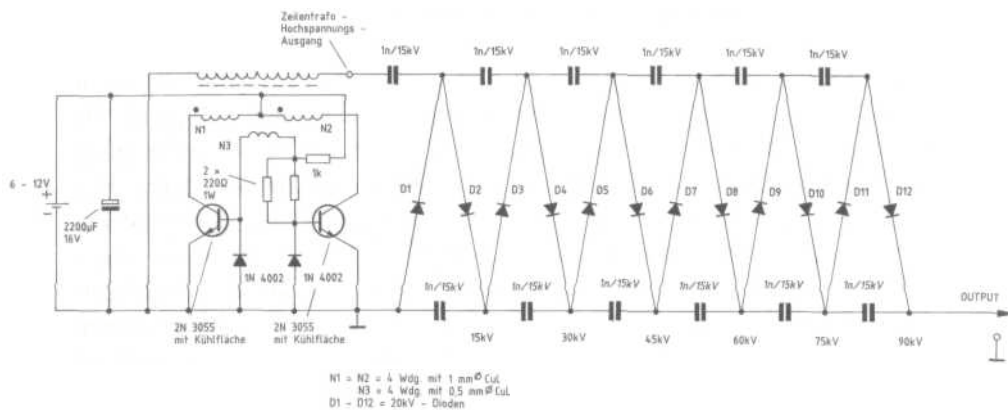 Zeilentrafo -
Hochspannungs -
Ausgang
1n/15kV
1n/15kV
1n/15kV
1n/15kV
1n/15kV
1n/15kV
N1
N2
N3
1k
2 ×
220Ω
1W
6 - 12V
+
-
2200µF
16V
D1
D2
D3
D4
D5
D6
D7
D8
D9
D10
D11
D12
1N 4002
1N 4002
1n/15kV
1n/15kV
1n/15kV
1n/15kV
1n/15kV
1n/15kV
OUTPUT
2N 3055
mit Kühlfläche
2N 3055
mit Kühlfläche
15kV
30kV
45kV
60kV
75kV
90kV
N1 = N2 = 4 Wdg. mit 1 mm Ø CuL
N3 = 4 Wdg. mit 0,5 mm Ø CuL
D1 - D12 = 20kV - Dioden